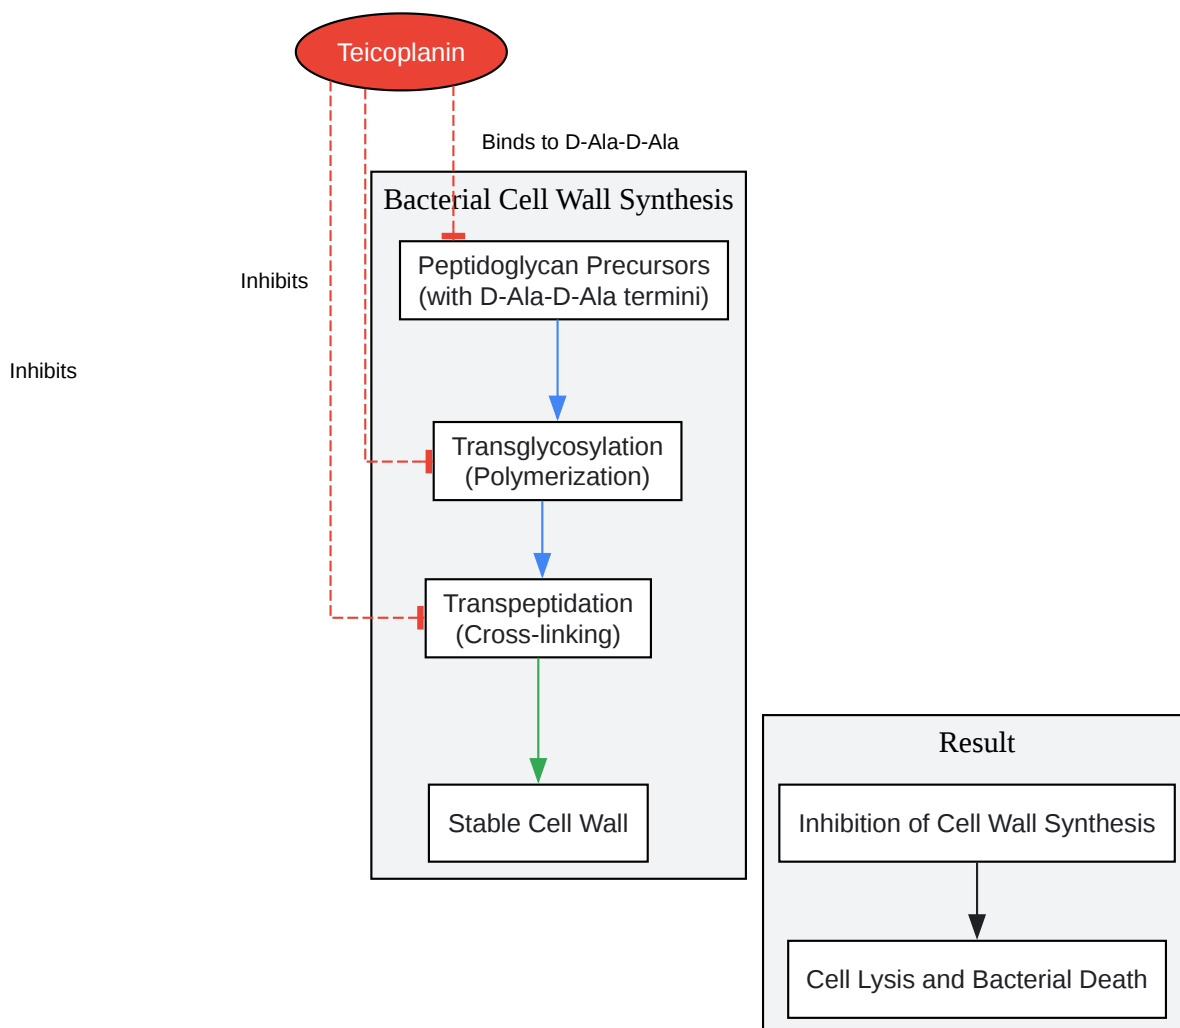 Teicoplanin
Binds to D-Ala-D-Ala
Bacterial Cell Wall Synthesis
Peptidoglycan Precursors
(with D-Ala-D-Ala termini)
Inhibits
Inhibits
Transglycosylation
(Polymerization)
Transpeptidation
(Cross-linking)
Stable Cell Wall
Result
Inhibition of Cell Wall Synthesis
Cell Lysis and Bacterial Death